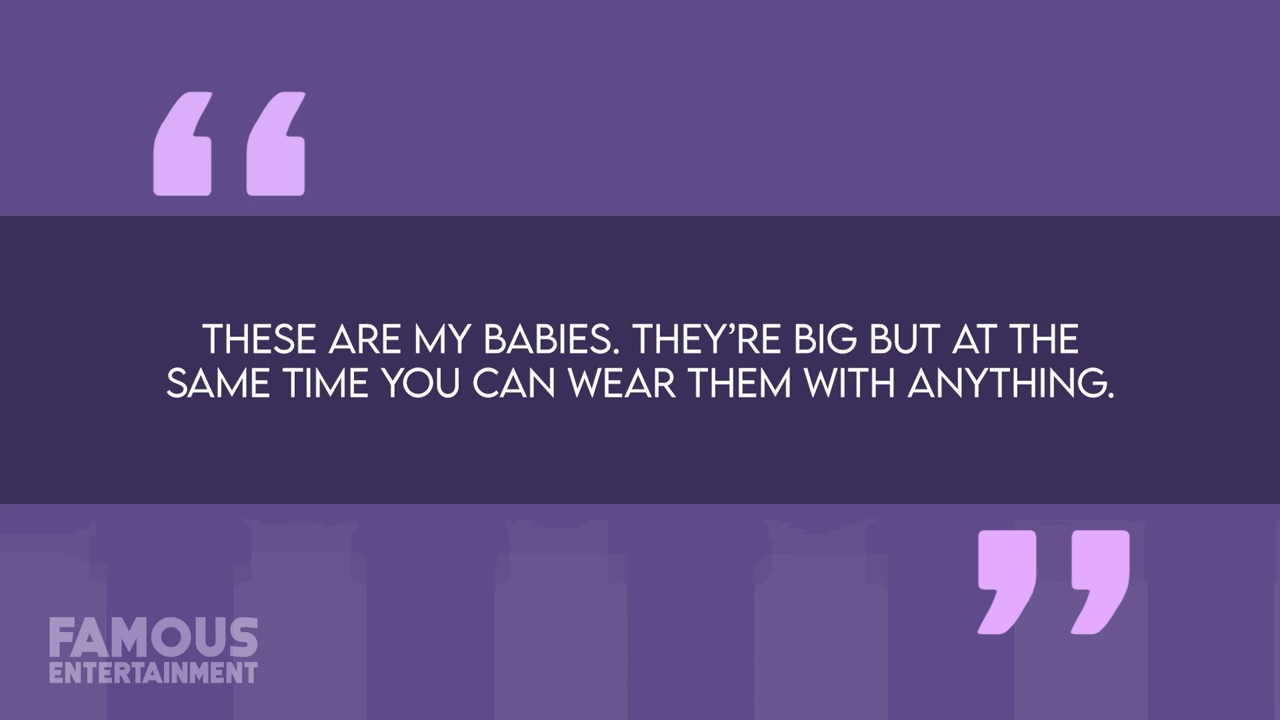 THESE ARE MY BABIES. THEY’RE BIG BUT AT THE
SAME TIME YOU CAN WEAR THEM WITH ANYTHING.
FAMOUS
ENTERTAINMENT